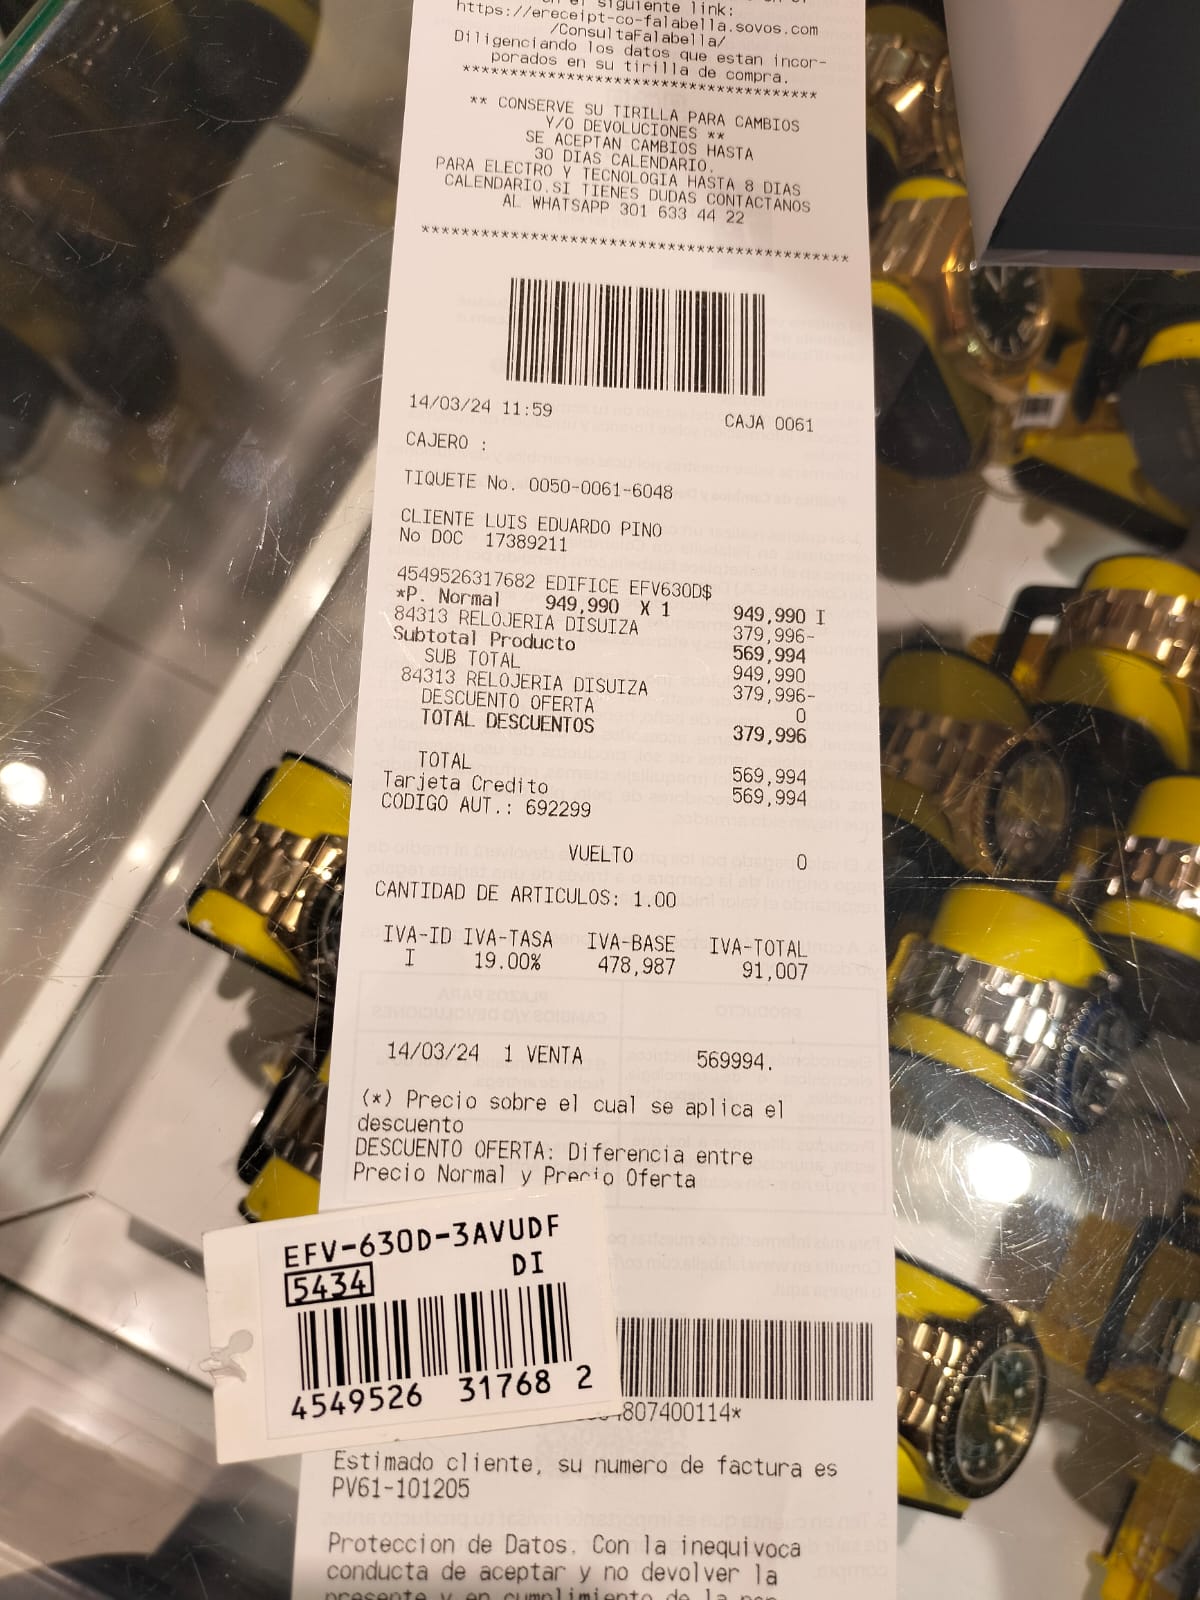 siguiente link:
https://ereceipt-co-falabella.sovos.com
/ConsultaFalabella/
Diligenciando los datos que estan incor-
porados en su tirilla de compra.
****************************************
** CONSERVE SU TIRILLA PARA CAMBIOS
Y/O DEVOLUCIONES **
SE ACEPTAN CAMBIOS HASTA
30 DIAS CALENDARIO.
PARA ELECTRO Y TECNOLOGIA HASTA 8 DIAS
CALENDARIO.SI TIENES DUDAS CONTACTANOS
AL WHATSAPP 301 633 44 22
****************************************
14/03/24 11:59 CAJA 0061
CAJERO :
TIQUETE No. 0050-0061-6048
CLIENTE LUIS EDUARDO PINO
No DOC 17389211
4549526317682 EDIFICE EFV630D$
*P. Normal 949,990 X 1 949,990 I
84313 RELOJERIA DISUIZA 379,996-
Subtotal Producto 569,994
SUB TOTAL 949,990
84313 RELOJERIA DISUIZA 379,996-
DESCUENTO OFERTA 0
TOTAL DESCUENTOS 379,996
TOTAL 569,994
Tarjeta Credito 569,994
CODIGO AUT.: 692299
VUELTO 0
CANTIDAD DE ARTICULOS: 1.00
IVA-ID IVA-TASA IVA-BASE IVA-TOTAL
I 19.00% 478,987 91,007
14/03/24 1 VENTA 569994.
(*) Precio sobre el cual se aplica el
descuento
DESCUENTO OFERTA: Diferencia entre
Precio Normal y Precio Oferta
EFV-630D-3AVUDF
5434 DI
4549526 31768 2
807400114*
Estimado cliente, su numero de factura es
PV61-101205
Proteccion de Datos. Con la inequivoca
conducta de aceptar y no devolver la
presente y en cumplimiento de la